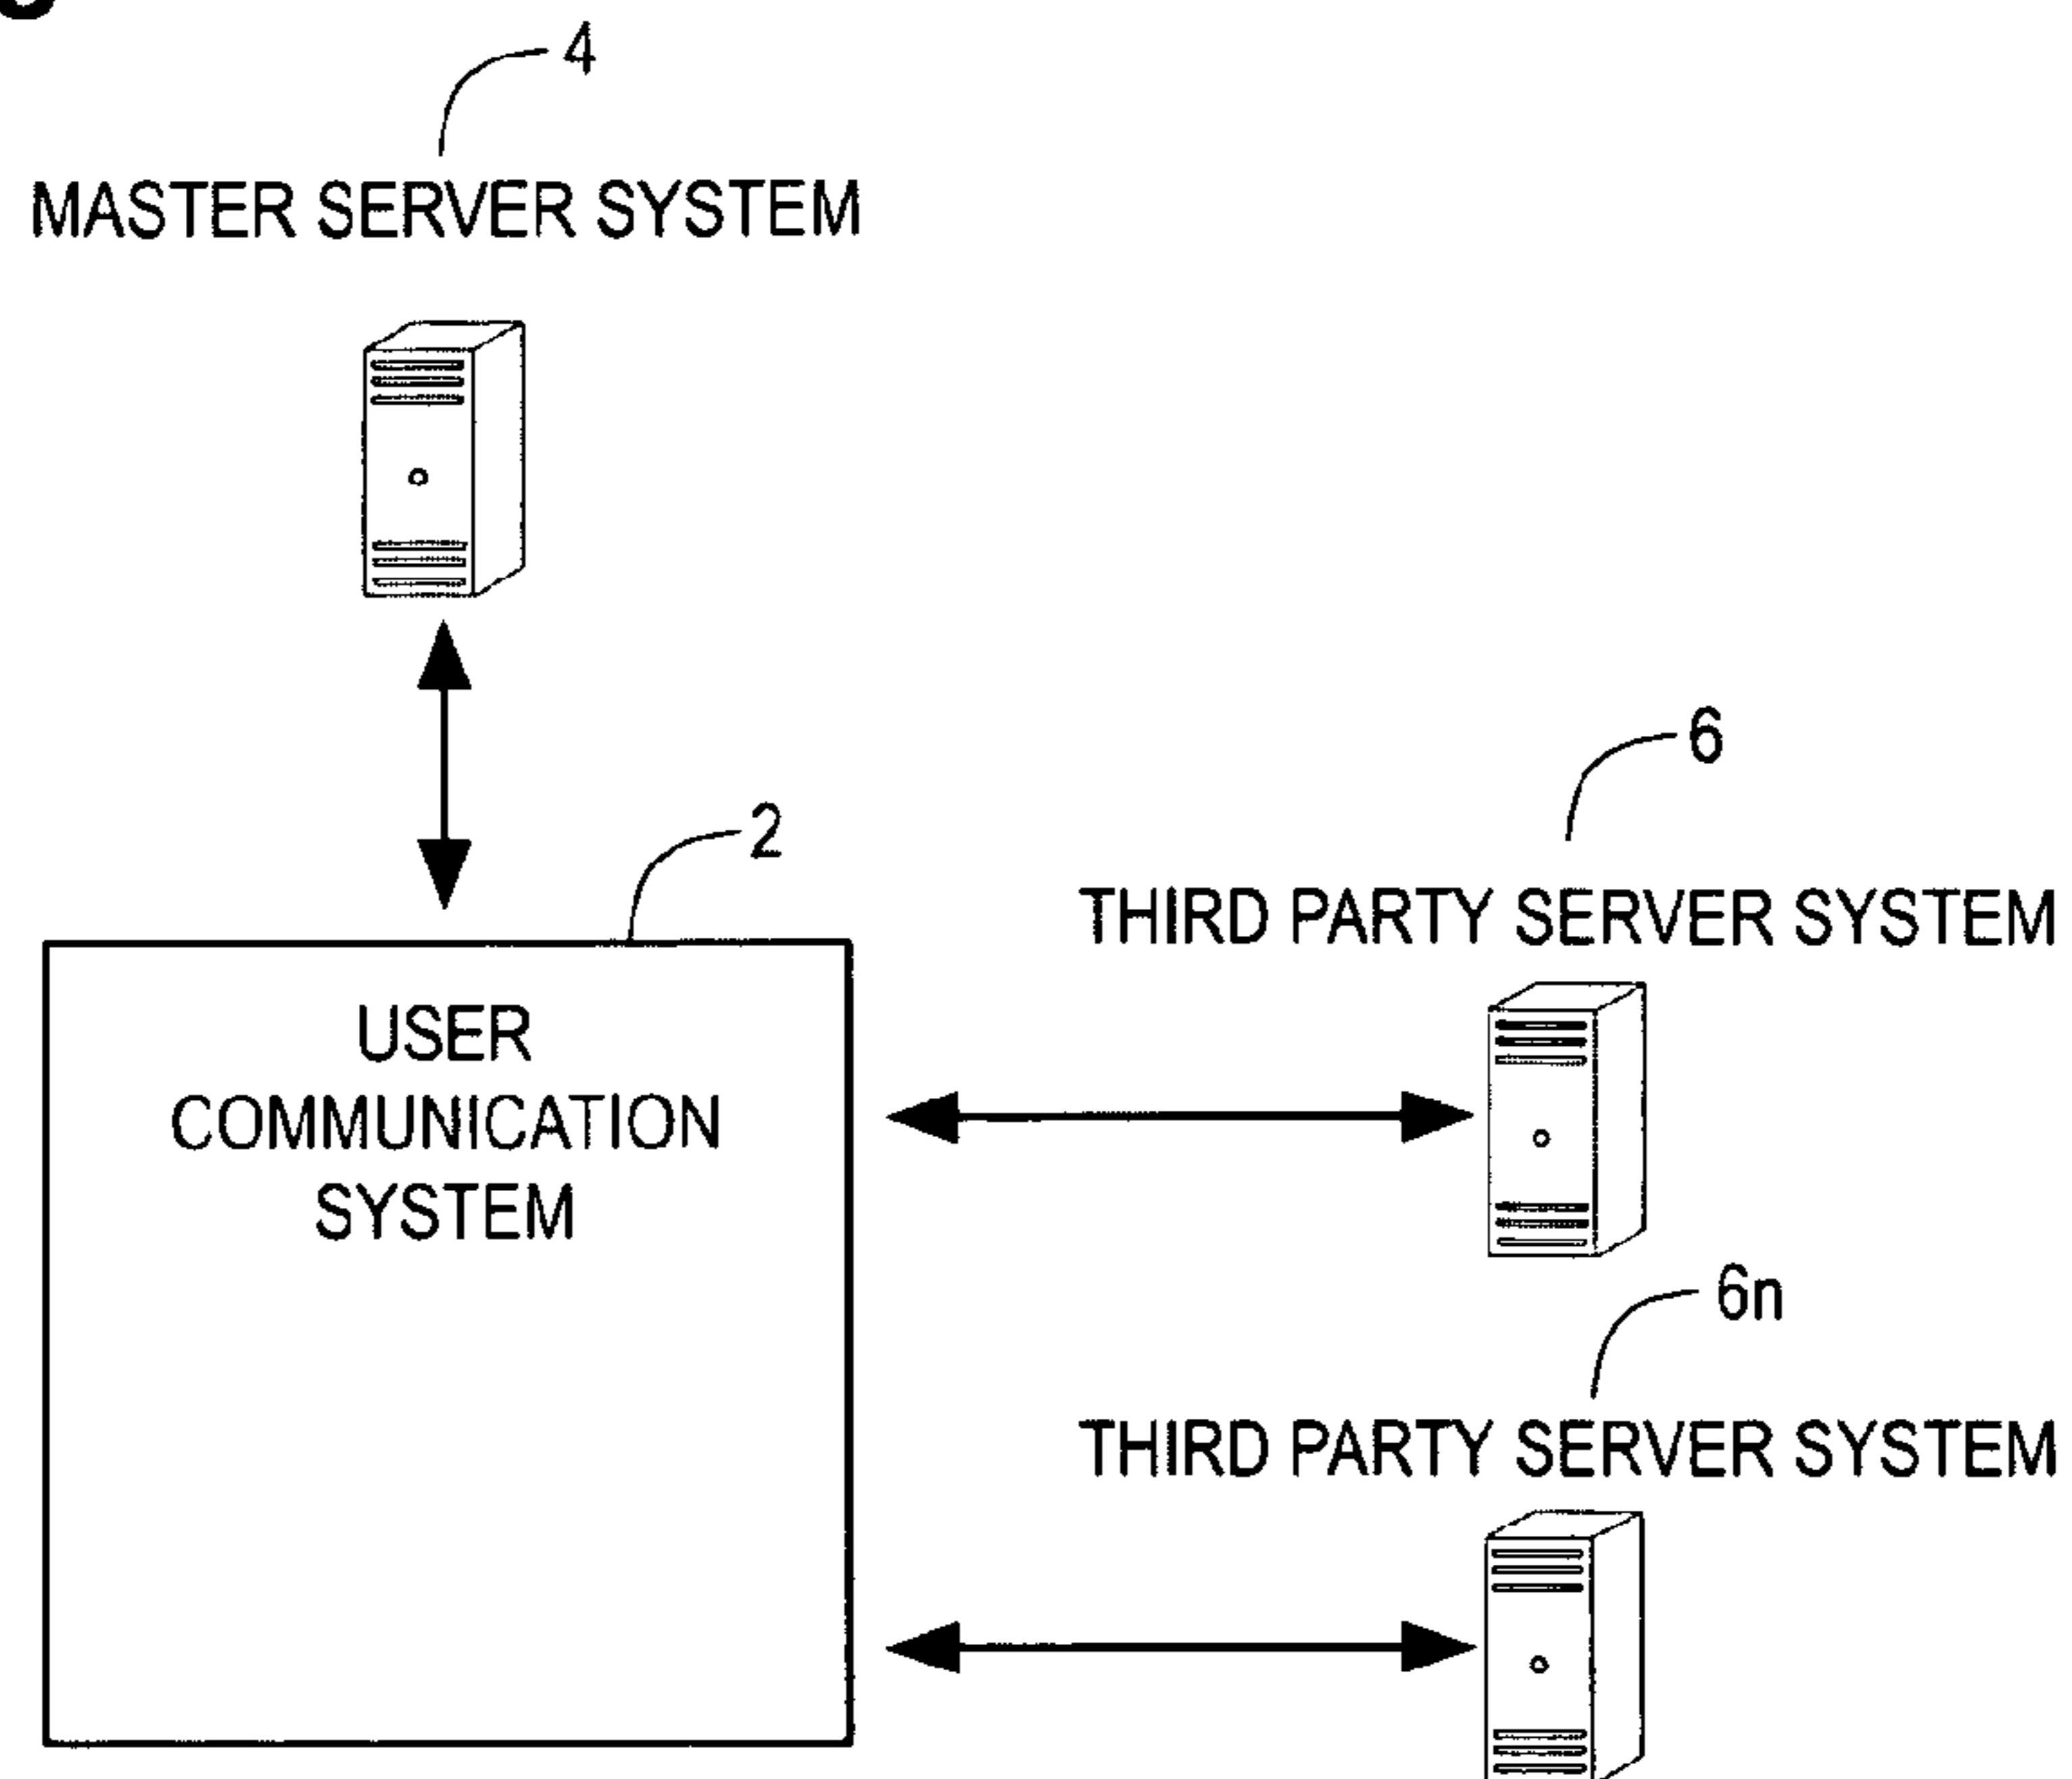 4
MASTER SERVER SYSTEM
2
6
THIRD PARTY SERVER SYSTEM
USER
COMMUNICATION
SYSTEM
6n
THIRD PARTY SERVER SYSTEM